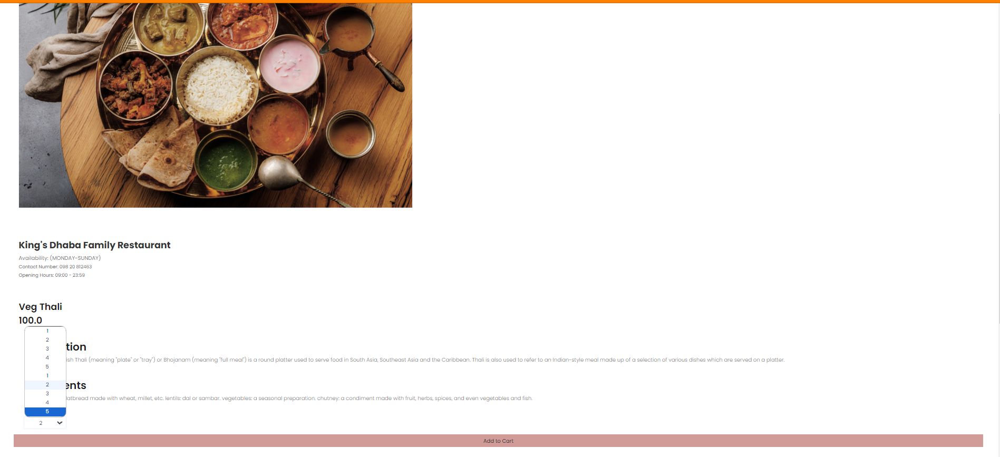 King's Dhaba Family Restaurant
Availability: (MONDAY-SUNDAY)
Contact Number: 098 20 812463
Opening Hours: 09:00 - 23:59
Veg Thali
100.0
1
2
3
4
5
1
2
3
4
5
tion
ish Thali (meaning "plate" or "tray") or Bhojanam (meaning "full meal") is a round platter used to serve food in South Asia, Southeast Asia and the Caribbean. Thali is also used to refer to an Indian-style meal made up of a selection of various dishes which are served on a platter.
ents
latbread made with wheat, millet, etc. lentils: dal or sambar. vegetables: a seasonal preparation. chutney: a condiment made with fruit, herbs, spices, and even vegetables and fish.
2
Add to Cart